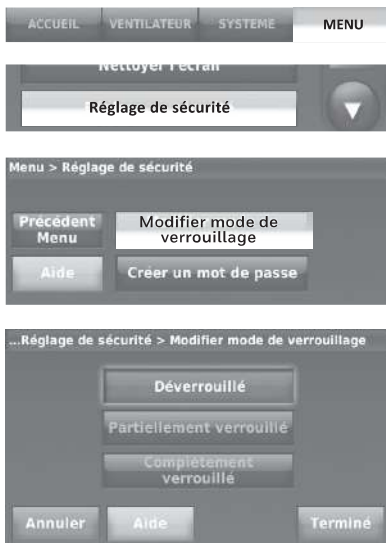 ACCUEIL VENTILATEUR SYSTEME MENU
Nettoyer l'écran
Réglage de sécurité
Menu > Réglage de sécurité
Précédent
Menu
Modifier mode de
verrouillage
Aide Créer un mot de passe
...Réglage de sécurité > Modifier mode de verrouillage
Déverrouillé
Partiellement verrouillé
Complètement
verrouillé
Annuler Aide Terminé